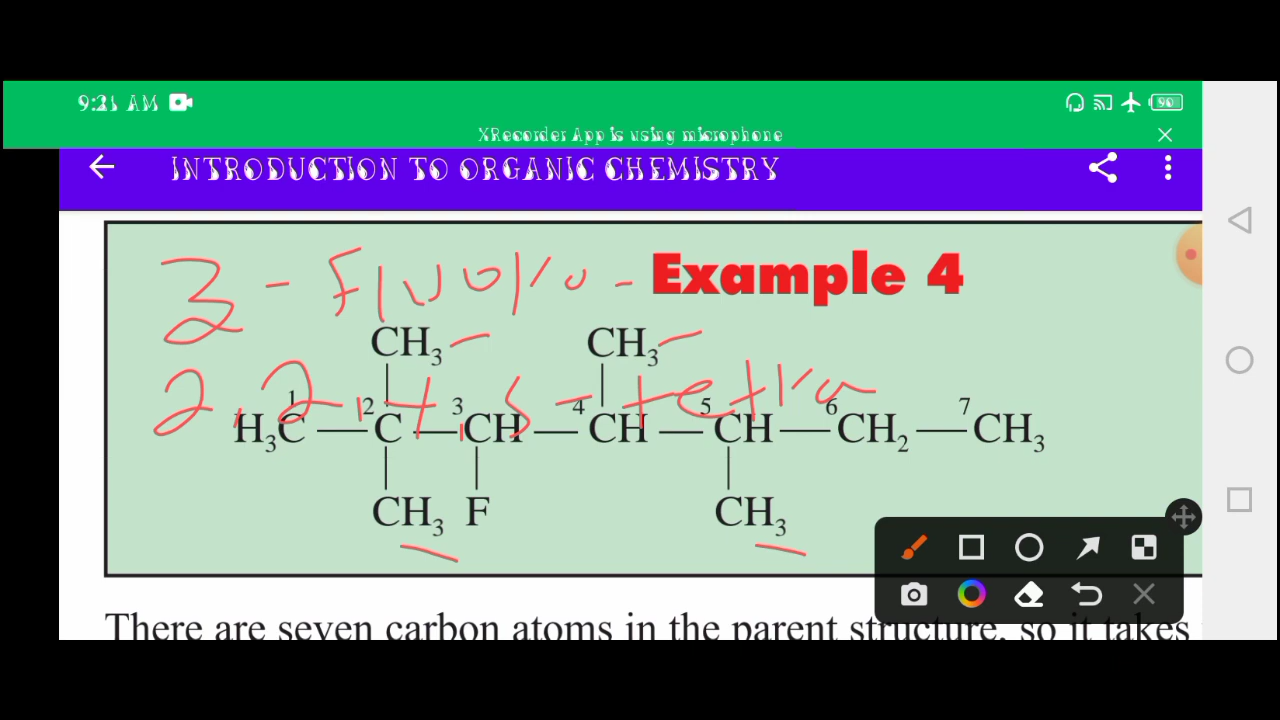 9:21 AM
90
XRecorder App is using microphone
INTRODUCTION TO ORGANIC CHEMISTRY
3 - Fluoro - Example 4
CH3 CH3
2,2,4,5 - tetra
1 2 3 4 5 6 7
H3C — C — CH — CH — CH — CH2 — CH3
CH3 F CH3
There are seven carbon atoms in the parent structure, so it takes